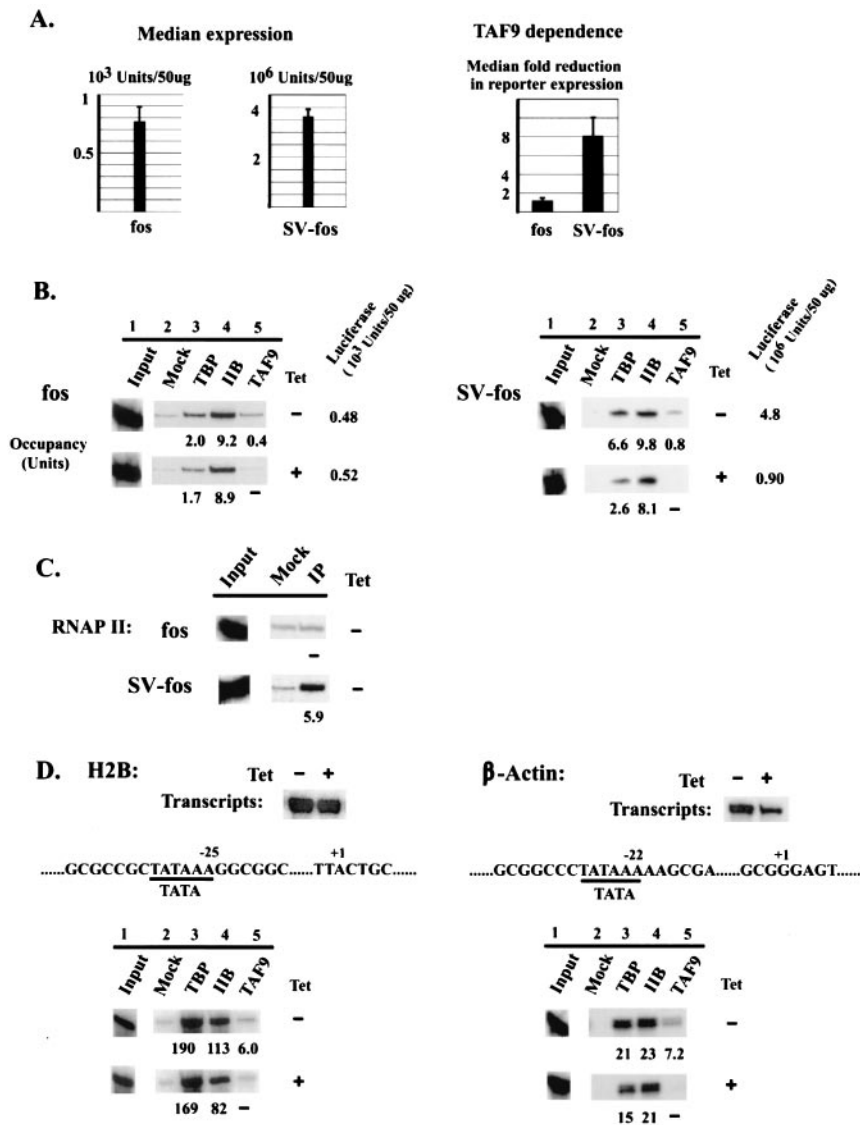 A.
Median expression
10³ Units/50ug
1
0.5
fos
10⁶ Units/50ug
4
2
SV-fos
TAF9 dependence
Median fold reduction
in reporter expression
8
4
2
fos SV-fos
B.
1 2 3 4 5
Input Mock TBP IIB TAF9 Tet
Luciferase
( 10⁻³ Units/50 ug)
fos
− 0.48
2.0 9.2 0.4
Occupancy
(Units)
+ 0.52
1.7 8.9 −
1 2 3 4 5
Input Mock TBP IIB TAF9 Tet
Luciferase
( 10⁶ Units/50 ug)
SV-fos
− 4.8
6.6 9.8 0.8
+ 0.90
2.6 8.1 −
C.
Input Mock IP Tet
RNAP II: fos −
−
SV-fos −
5.9
D. H2B:
Tet − +
Transcripts:
-25 +1
......GCGCCGCTATAAAGGCGGC......TTACTGC......
TATA
1 2 3 4 5
Input Mock TBP IIB TAF9 Tet
−
190 113 6.0
+
169 82 −
β-Actin:
Tet − +
Transcripts:
-22 +1
......GCGGCCCTATAAAAAGCGA......GCGGGAGT......
TATA
1 2 3 4 5
Input Mock TBP IIB TAF9 Tet
−
21 23 7.2
+
15 21 −